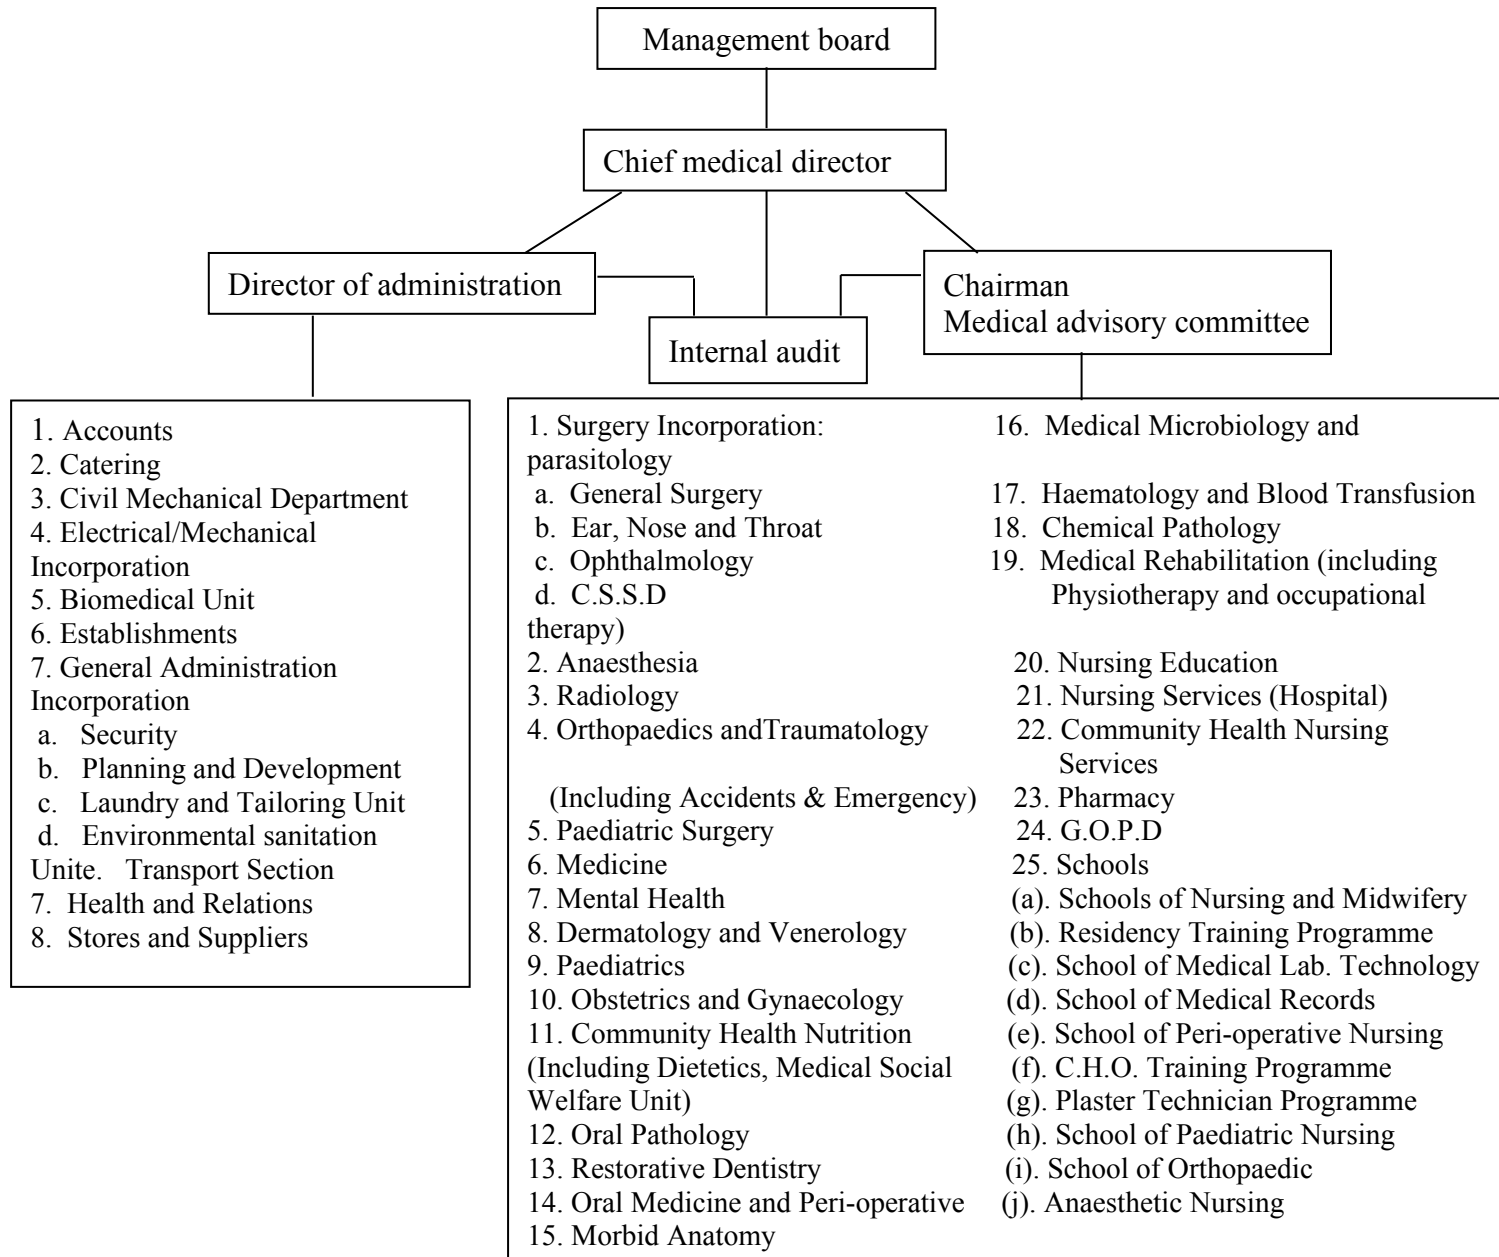 Management board
Chief medical director
Director of administration
Internal audit
Chairman
Medical advisory committee
1. Accounts
2. Catering
3. Civil Mechanical Department
4. Electrical/Mechanical
Incorporation
5. Biomedical Unit
6. Establishments
7. General Administration
Incorporation
a. Security
b. Planning and Development
c. Laundry and Tailoring Unit
d. Environmental sanitation
Unite. Transport Section
7. Health and Relations
8. Stores and Suppliers
1. Surgery Incorporation:
parasitology
a. General Surgery
b. Ear, Nose and Throat
c. Ophthalmology
d. C.S.S.D
therapy)
2. Anaesthesia
3. Radiology
4. Orthopaedics andTraumatology
(Including Accidents & Emergency)
5. Paediatric Surgery
6. Medicine
7. Mental Health
8. Dermatology and Venerology
9. Paediatrics
10. Obstetrics and Gynaecology
11. Community Health Nutrition
(Including Dietetics, Medical Social
Welfare Unit)
12. Oral Pathology
13. Restorative Dentistry
14. Oral Medicine and Peri-operative
15. Morbid Anatomy
16. Medical Microbiology and
17. Haematology and Blood Transfusion
18. Chemical Pathology
19. Medical Rehabilitation (including
Physiotherapy and occupational
20. Nursing Education
21. Nursing Services (Hospital)
22. Community Health Nursing
Services
23. Pharmacy
24. G.O.P.D
25. Schools
(a). Schools of Nursing and Midwifery
(b). Residency Training Programme
(c). School of Medical Lab. Technology
(d). School of Medical Records
(e). School of Peri-operative Nursing
(f). C.H.O. Training Programme
(g). Plaster Technician Programme
(h). School of Paediatric Nursing
(i). School of Orthopaedic
(j). Anaesthetic Nursing